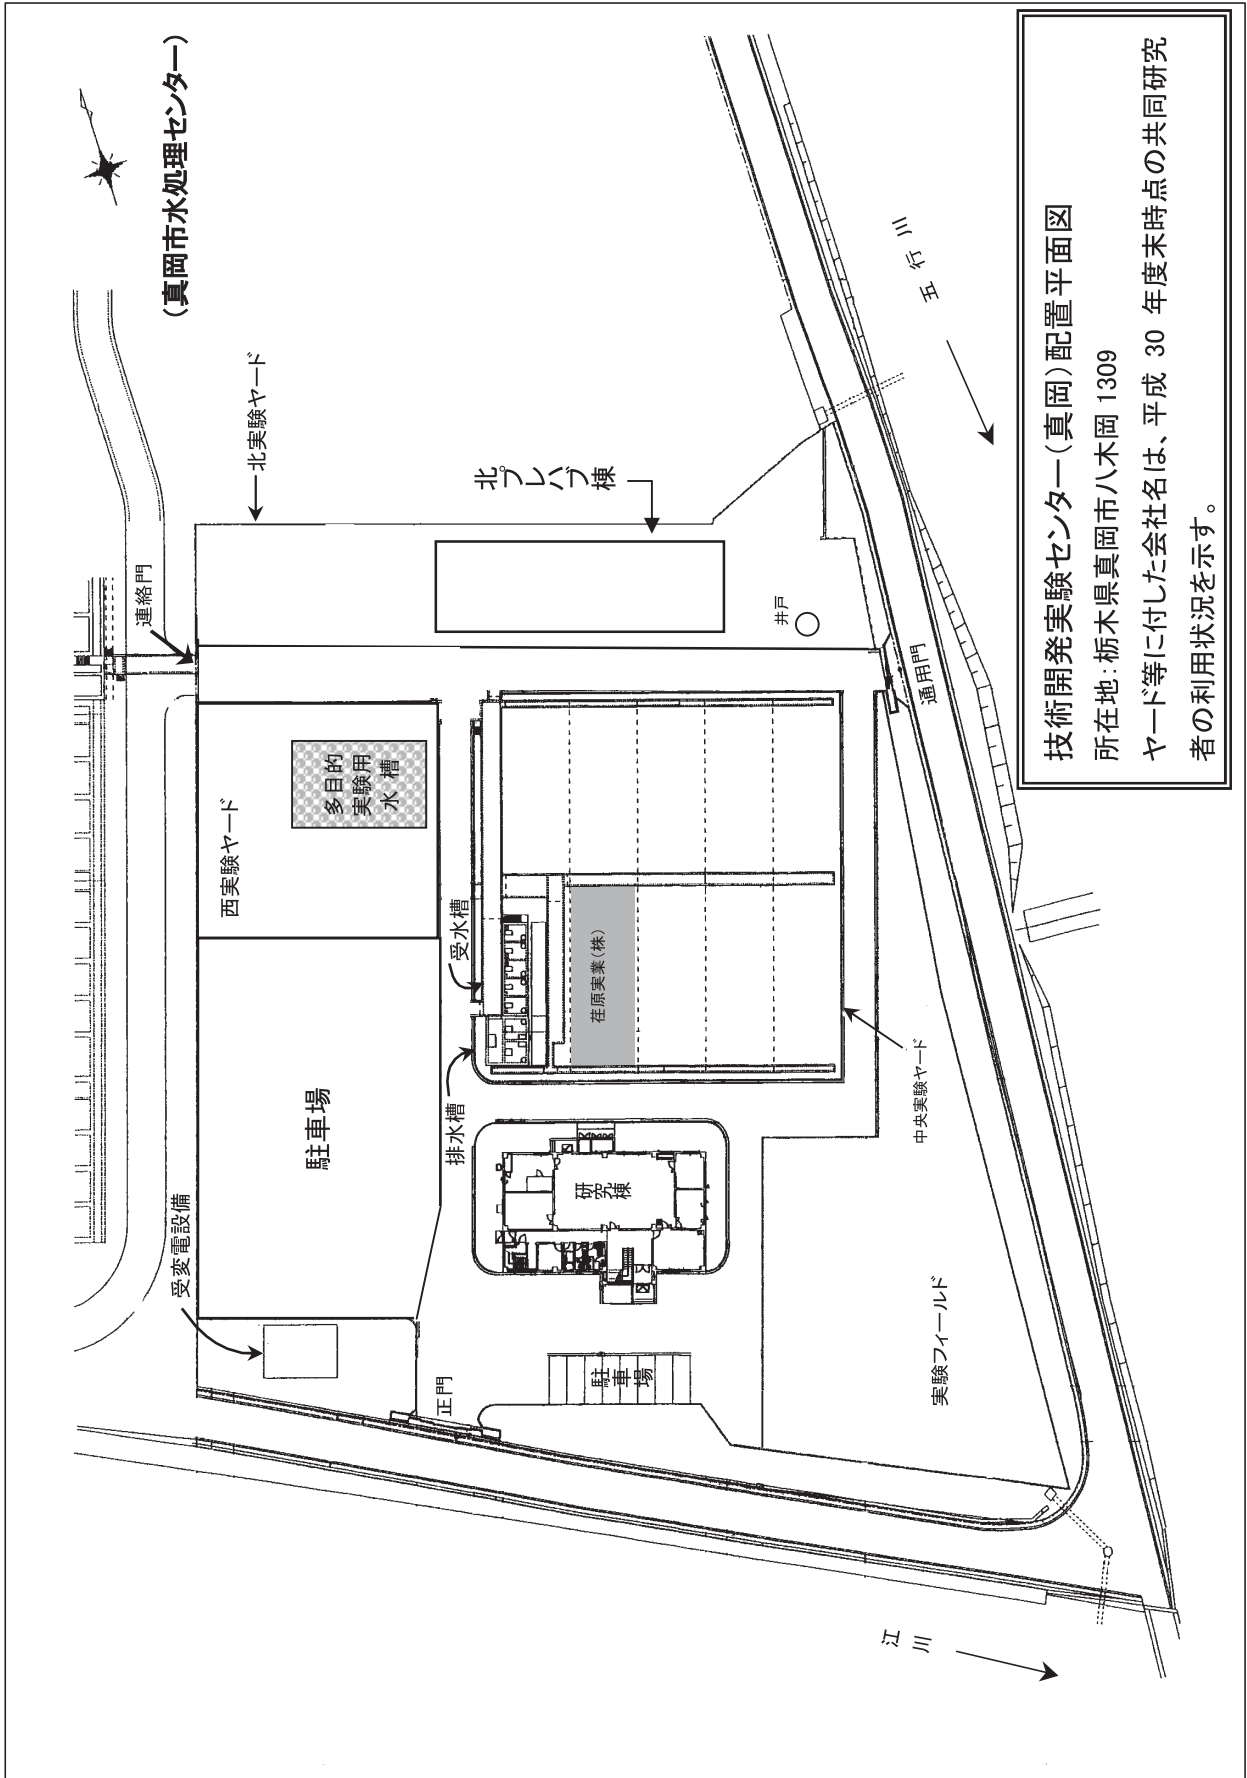 (真岡市水処理センター)
北実験ヤード
連絡門
北プレハブ棟
井戸
五行川
通用門
西実験ヤード
多目的
実験用
水 槽
受水槽
荏原実業(株)
排水槽
中央実験ヤード
駐車場
研究棟
受変電設備
正門
駐車場
実験フィールド
江川
技術開発実験センター(真岡)配置平面図
所在地:栃木県真岡市八木岡 1309
ヤード等に付した会社名は、平成 30 年度末時点の共同研究
者の利用状況を示す。